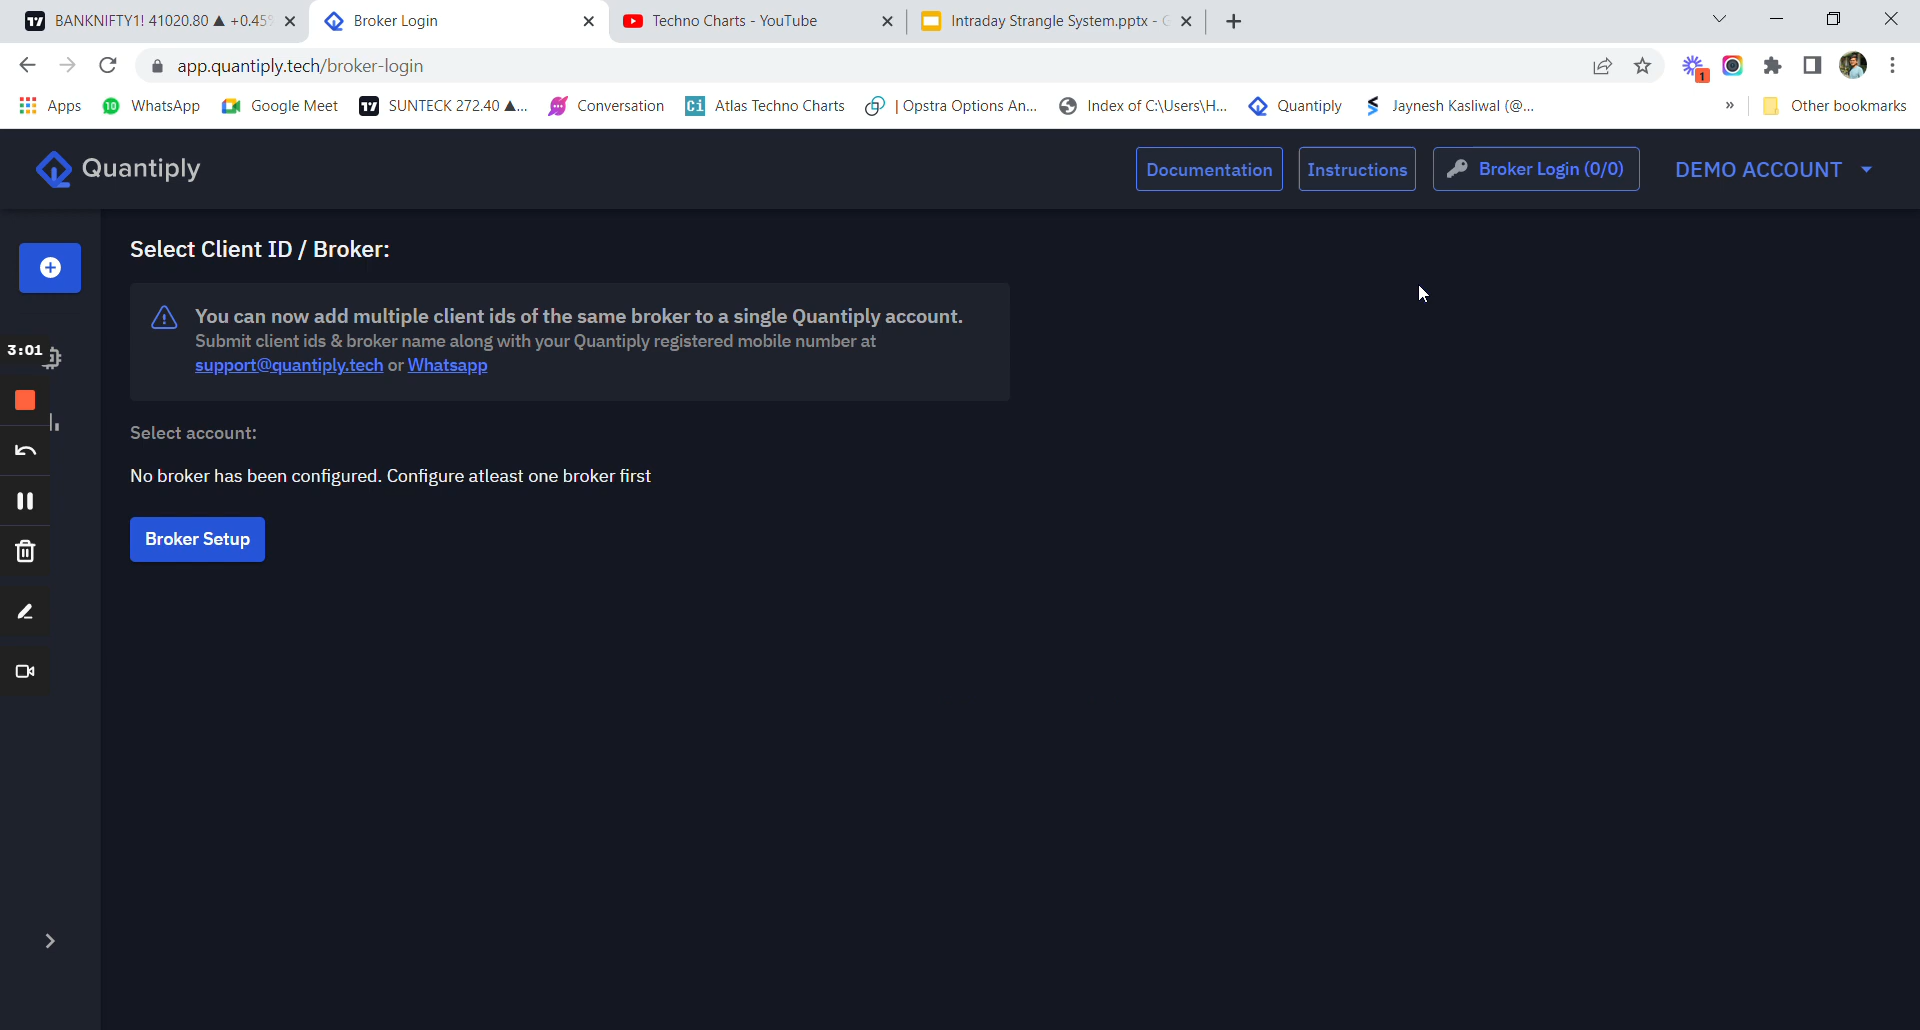 BANKNIFTY1! 41020.80 ▲ +0.45%
Broker Login
Techno Charts - YouTube
Intraday Strangle System.pptx - G
app.quantiply.tech/broker-login
1
Apps
10
WhatsApp
Google Meet
SUNTECK 272.40 ▲...
Conversation
Ci
Atlas Techno Charts
| Opstra Options An...
Index of C:\Users\H...
Quantiply
Jaynesh Kasliwal (@...
»
Other bookmarks
Quantiply
Documentation
Instructions
Broker Login (0/0)
DEMO ACCOUNT
Select Client ID / Broker:
You can now add multiple client ids of the same broker to a single Quantiply account.
Submit client ids & broker name along with your Quantiply registered mobile number at
support@quantiply.tech or Whatsapp
3:01
Select account:
No broker has been configured. Configure atleast one broker first
Broker Setup